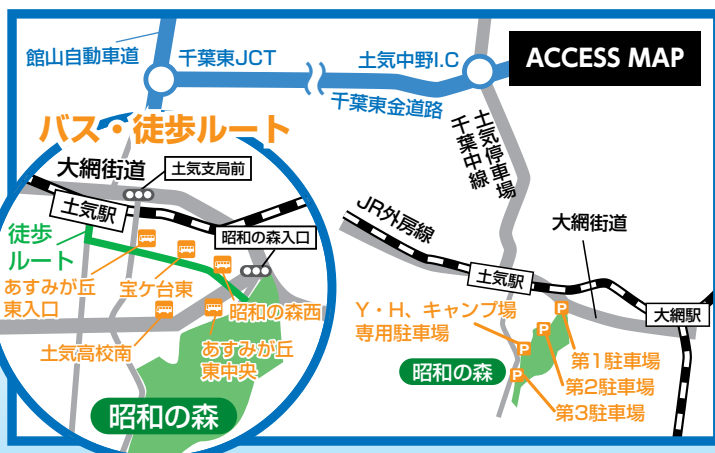 館山自動車道
千葉東JCT
土気中野I.C
ACCESS MAP
千葉東金道路
バス・徒歩ルート
大網街道
土気支局前
土気駅
昭和の森入口
徒歩
ルート
あすみが丘
東入口
宝ケ台東
昭和の森西
土気高校南
あすみが丘
東中央
昭和の森
土気停車場
千葉中線
JR外房線
大網街道
土気駅
大網駅
Y・H、キャンプ場
専用駐車場
P
P
P
P
第1駐車場
第2駐車場
第3駐車場
昭和の森